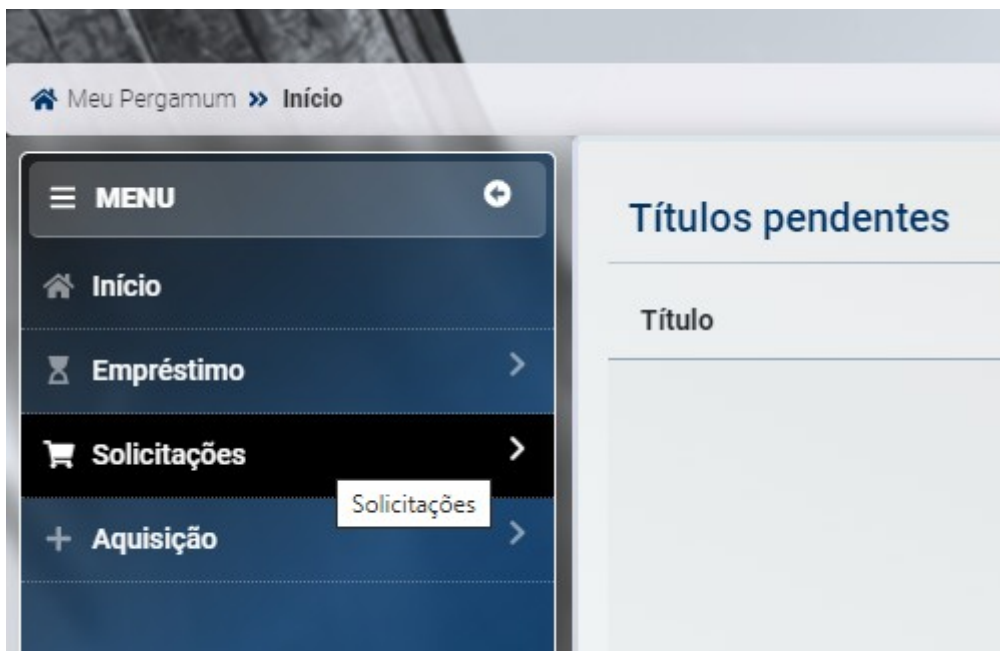 Meu Pergamum » Início
MENU
Início
Empréstimo
Solicitações
Solicitações
Aquisição
Títulos pendentes
Título